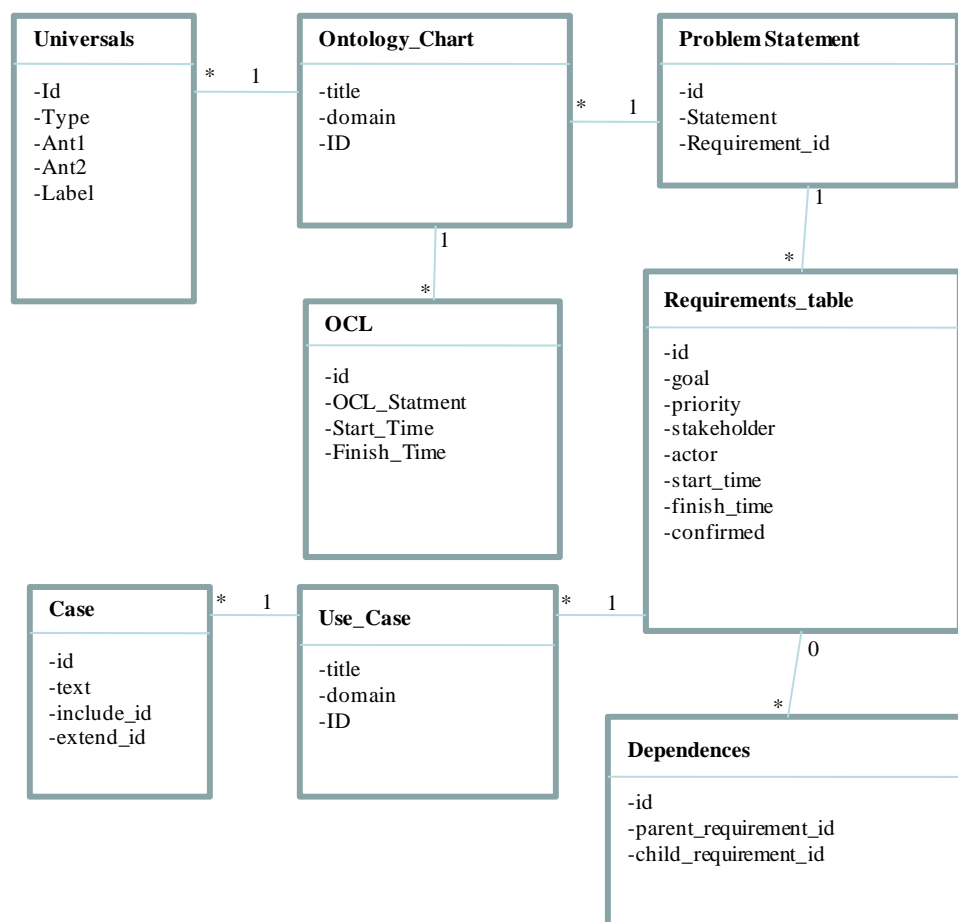 Universals
-Id
-Type
-Ant1
-Ant2
-Label
* 1
Ontology_Chart
-title
-domain
-ID
* 1
Problem Statement
-id
-Statement
-Requirement_id
1
*
1
*
OCL
-id
-OCL_Statment
-Start_Time
-Finish_Time
Requirements_table
-id
-goal
-priority
-stakeholder
-actor
-start_time
-finish_time
-confirmed
Case
-id
-text
-include_id
-extend_id
* 1
Use_Case
-title
-domain
-ID
* 1
0
*
Dependences
-id
-parent_requirement_id
-child_requirement_id